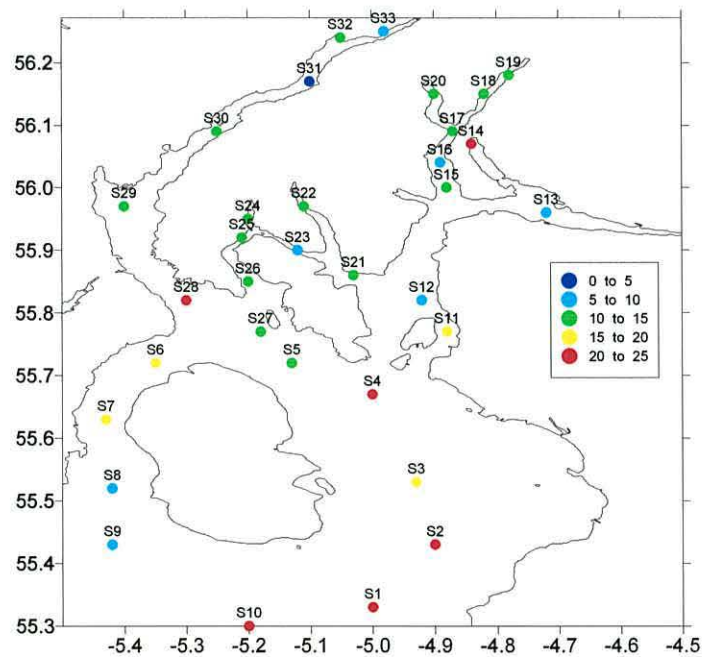 S32 S33
56.2
S31
S20 S18 S19
56.1
S30
S17
S14
S16
S15
56.0
S29
S24 S22
S13
S25
S23
55.9
S26
S21
S28
S12
0 to 5
5 to 10
10 to 15
15 to 20
20 to 25
55.8
S27
S11
S6
S5
55.7
S4
S7
55.6
S8
S3
55.5
S9
S2
55.4
S10
S1
55.3
-5.4 -5.3 -5.2 -5.1 -5.0 -4.9 -4.8 -4.7 -4.6 -4.5